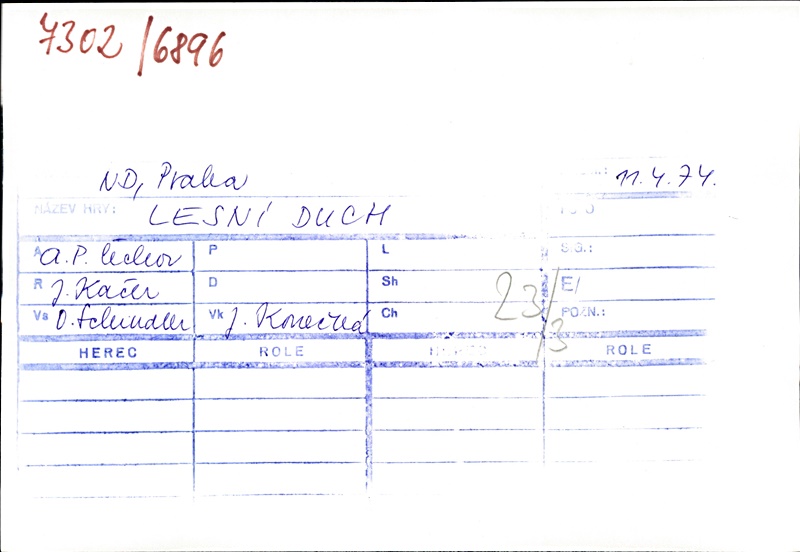 7302/6896
ND, Praha 11.4.74.
NÁZEV HRY: LESNÍ DUCH
A A.P. Čechov P L S.G.:
R J. Kačer D Sh 23/3 E/
Vs O. Schindler Vk J. Konečná Ch POZN.:
HEREC ROLE ROLE